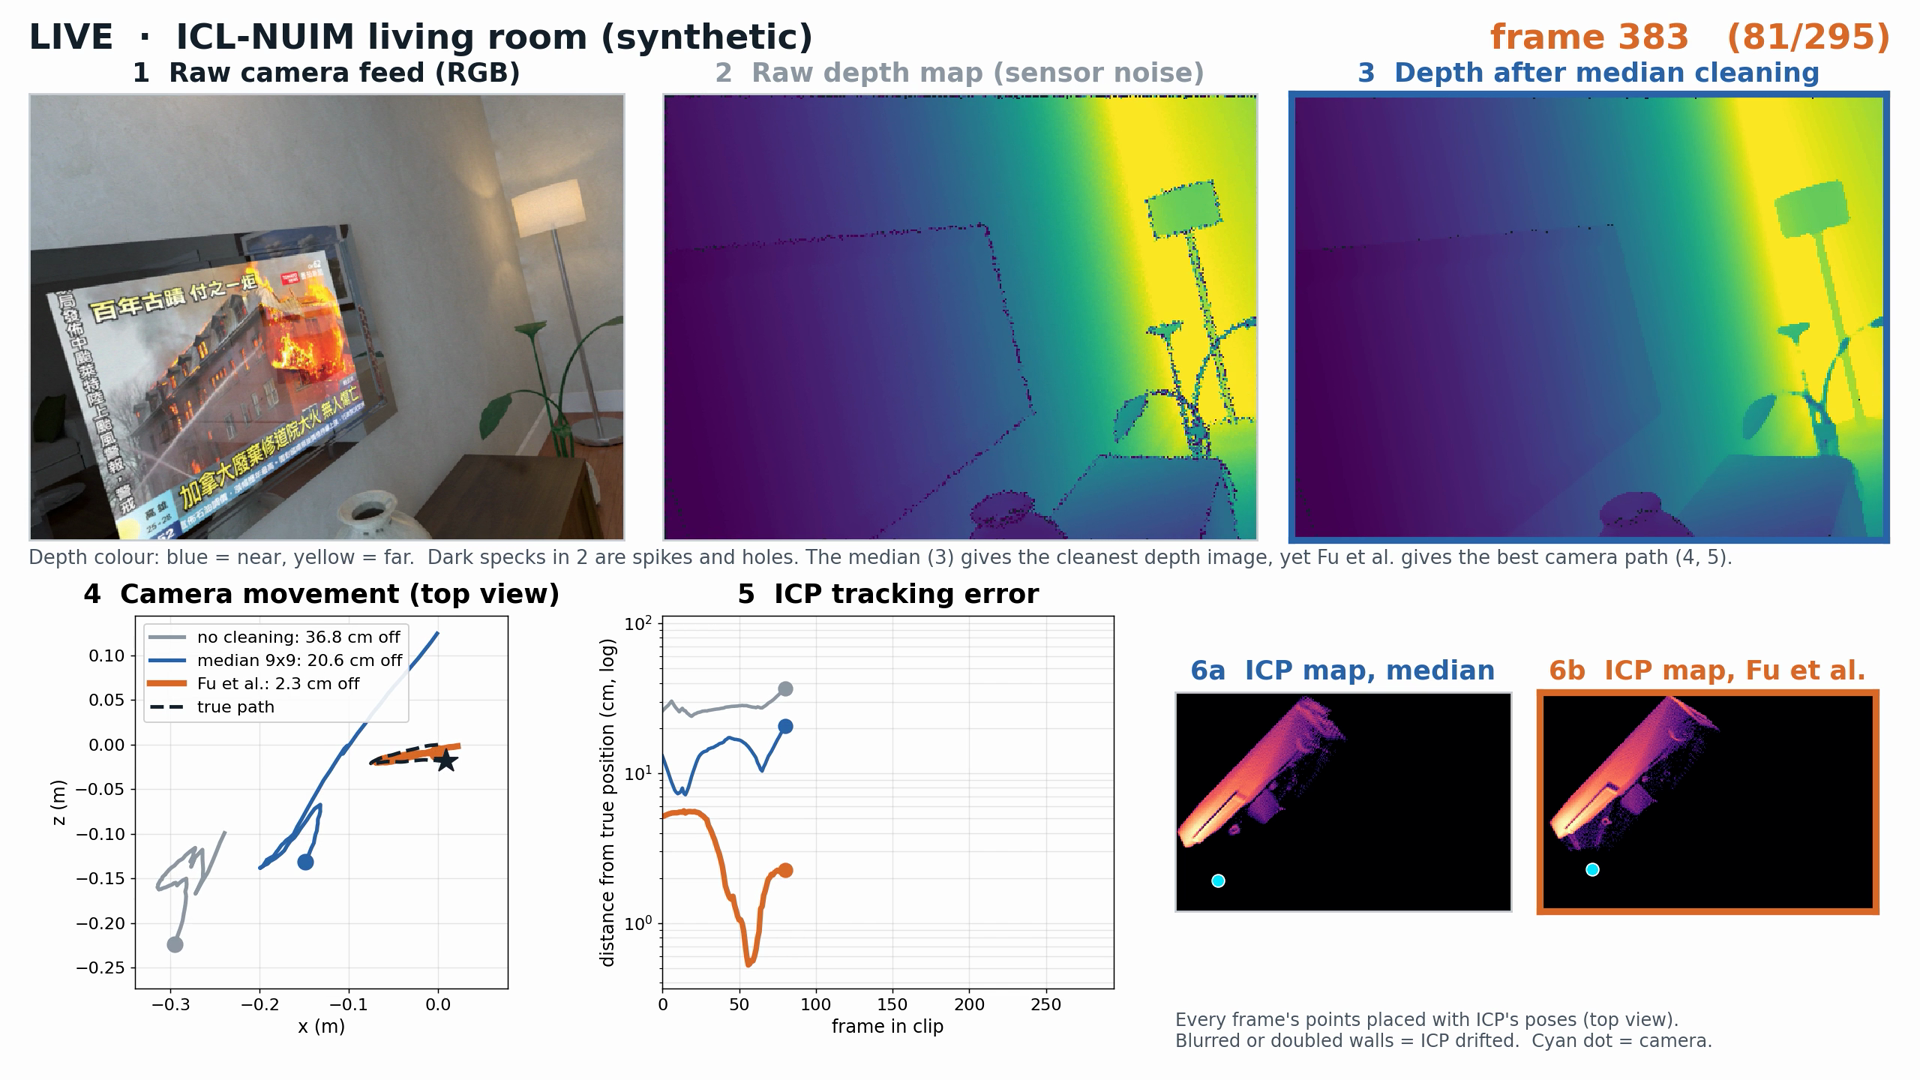 LIVE · ICL-NUIM living room (synthetic)
frame 383 (81/295)
1 Raw camera feed (RGB)
2 Raw depth map (sensor noise)
3 Depth after median cleaning
百年古蹟 付之一炬
加拿大廢棄修道院大火 無人傷亡
高雄
25-28
Depth colour: blue = near, yellow = far. Dark specks in 2 are spikes and holes. The median (3) gives the cleanest depth image, yet Fu et al. gives the best camera path (4, 5).
4 Camera movement (top view)
no cleaning: 36.8 cm off
median 9x9: 20.6 cm off
Fu et al.: 2.3 cm off
true path
0.10
0.05
0.00
−0.05
−0.10
−0.15
−0.20
−0.25
z (m)
−0.3 −0.2 −0.1 0.0
x (m)
5 ICP tracking error
10²
10¹
10⁰
distance from true position (cm, log)
0 50 100 150 200 250
frame in clip
6a ICP map, median
6b ICP map, Fu et al.
Every frame's points placed with ICP's poses (top view).
Blurred or doubled walls = ICP drifted. Cyan dot = camera.